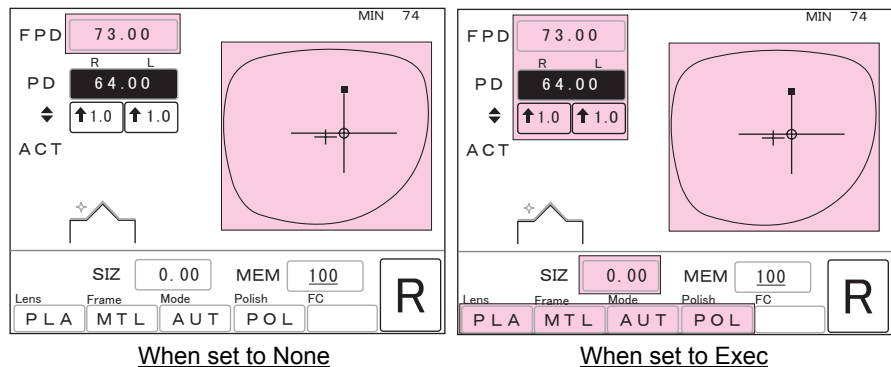 MIN 74
FPD 73.00
R L
PD 64.00
1.0 1.0
ACT
SIZ 0.00 MEM 100
Lens Frame Mode Polish FC
PLA MTL AUT POL
R
When set to None
MIN 74
FPD 73.00
R L
PD 64.00
1.0 1.0
ACT
SIZ 0.00 MEM 100
Lens Frame Mode Polish FC
PLA MTL AUT POL
R
When set to Exec